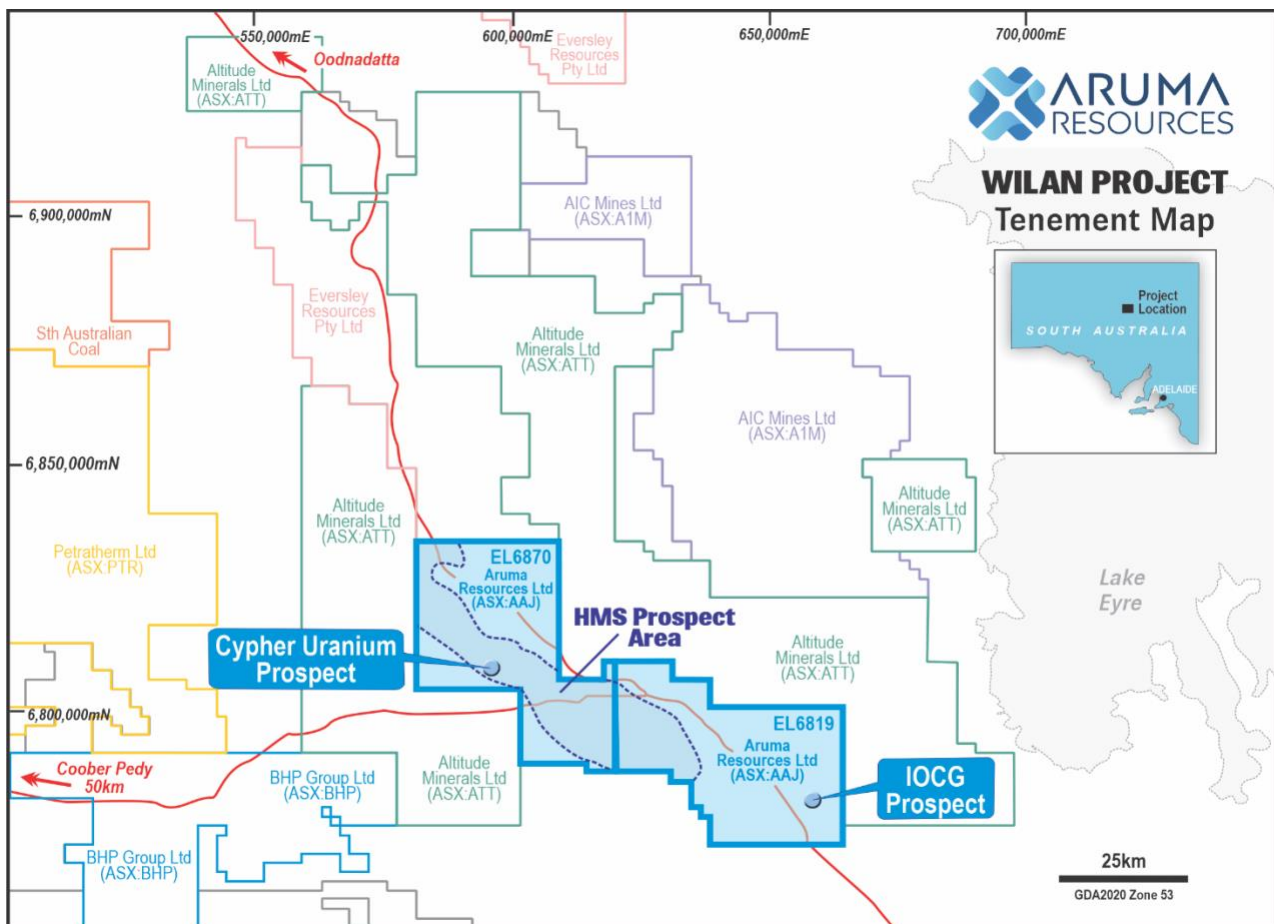 550,000mE
600,000mE
650,000mE
700,000mE
Oodnadatta
Altitude
Minerals Ltd
(ASX:ATT)
Eversley
Resources
Pty Ltd
ARUMA
RESOURCES
WILAN PROJECT
Tenement Map
6,900,000mN
AIC Mines Ltd
(ASX:A1M)
Project
Location
SOUTH AUSTRALIA
ADELAIDE
Eversley
Resources
Pty Ltd
Sth Australian
Coal
Altitude
Minerals Ltd
(ASX:ATT)
AIC Mines Ltd
(ASX:A1M)
6,850,000mN
Altitude
Minerals Ltd
(ASX:ATT)
Altitude
Minerals Ltd
(ASX:ATT)
Petratherm Ltd
(ASX:PTR)
EL6870
Aruma
Resources Ltd
(ASX:AAJ)
Lake
Eyre
HMS Prospect
Area
Cypher Uranium
Prospect
Altitude
Minerals Ltd
(ASX:ATT)
6,800,000mN
EL6819
Aruma
Resources Ltd
(ASX:AAJ)
Coober Pedy
50km
BHP Group Ltd
(ASX:BHP)
Altitude
Minerals Ltd
(ASX:ATT)
IOCG
Prospect
BHP Group Ltd
(ASX:BHP)
25km
GDA2020 Zone 53